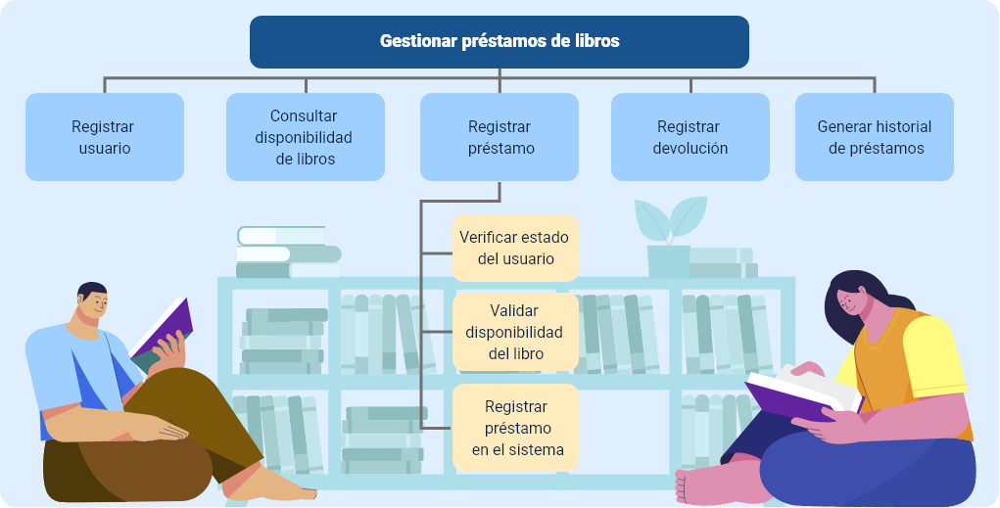 Gestionar préstamos de libros
Registrar
usuario
Consultar
disponibilidad
de libros
Registrar
préstamo
Registrar
devolución
Generar historial
de préstamos
Verificar estado
del usuario
Validar
disponibilidad
del libro
Registrar
préstamo
en el sistema